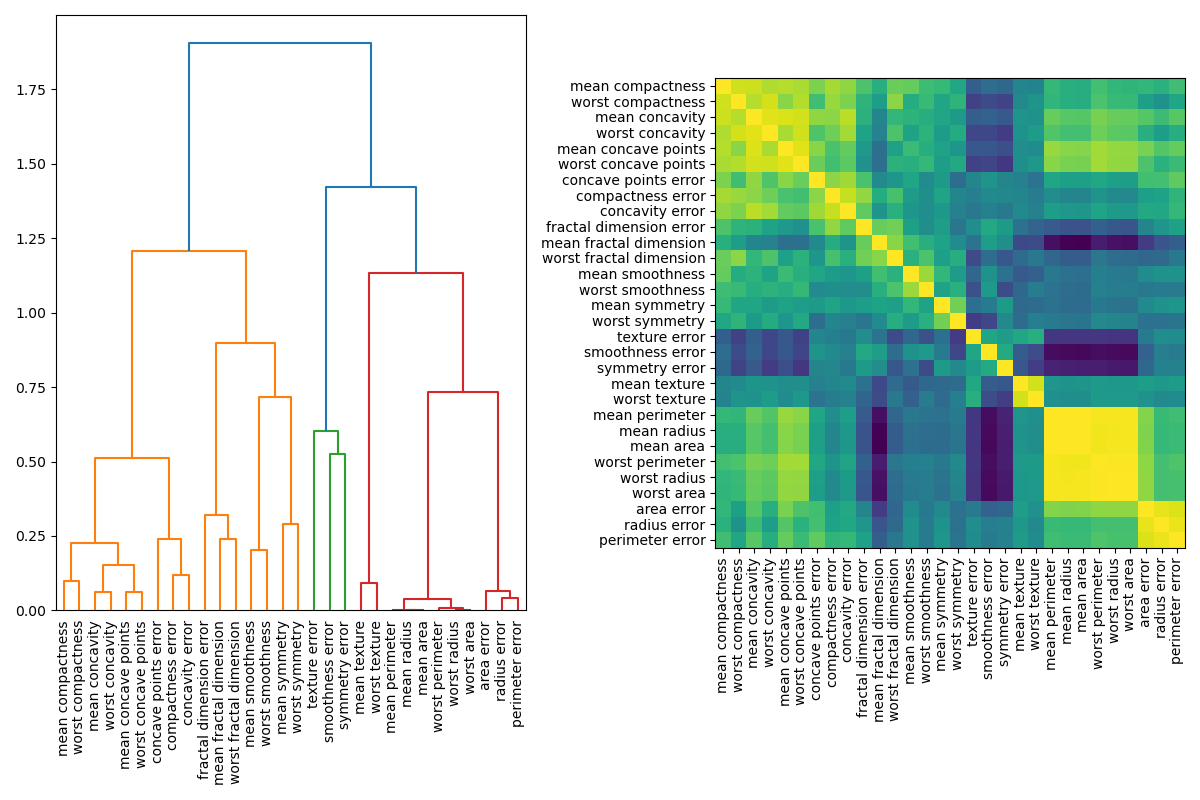 1.75
1.50
1.25
1.00
0.75
0.50
0.25
0.00
mean compactness
worst compactness
mean concavity
worst concavity
mean concave points
worst concave points
concave points error
compactness error
concavity error
fractal dimension error
mean fractal dimension
worst fractal dimension
mean smoothness
worst smoothness
mean symmetry
worst symmetry
texture error
smoothness error
symmetry error
mean texture
worst texture
mean perimeter
mean radius
mean area
worst perimeter
worst radius
worst area
area error
radius error
perimeter error
mean compactness
worst compactness
mean concavity
worst concavity
mean concave points
worst concave points
concave points error
compactness error
concavity error
fractal dimension error
mean fractal dimension
worst fractal dimension
mean smoothness
worst smoothness
mean symmetry
worst symmetry
texture error
smoothness error
symmetry error
mean texture
worst texture
mean perimeter
mean radius
mean area
worst perimeter
worst radius
worst area
area error
radius error
perimeter error
mean compactness
worst compactness
mean concavity
worst concavity
mean concave points
worst concave points
concave points error
compactness error
concavity error
fractal dimension error
mean fractal dimension
worst fractal dimension
mean smoothness
worst smoothness
mean symmetry
worst symmetry
texture error
smoothness error
symmetry error
mean texture
worst texture
mean perimeter
mean radius
mean area
worst perimeter
worst radius
worst area
area error
radius error
perimeter error